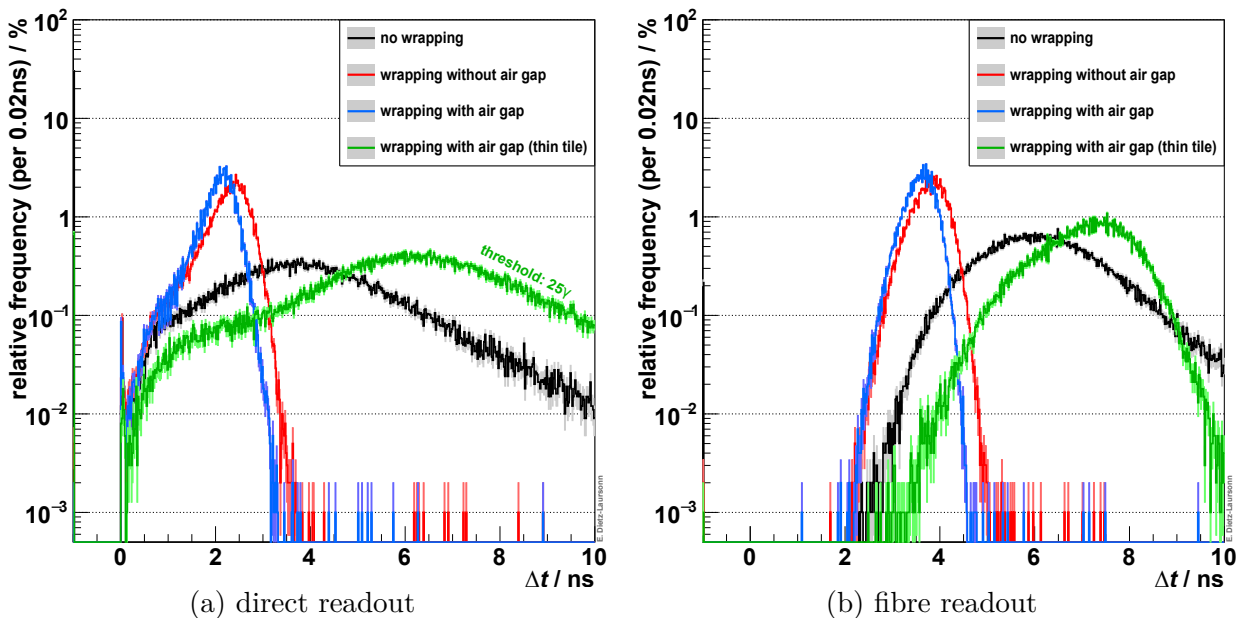 relative frequency (per 0.02ns) / %
10²
10
1
10⁻¹
10⁻²
10⁻³
no wrapping
wrapping without air gap
wrapping with air gap
wrapping with air gap (thin tile)
threshold: 25γ
0 2 4 6 8 10
Δt / ns
E. Dietz-Laursonn
(a) direct readout
relative frequency (per 0.02ns) / %
10²
10
1
10⁻¹
10⁻²
10⁻³
no wrapping
wrapping without air gap
wrapping with air gap
wrapping with air gap (thin tile)
0 2 4 6 8 10
Δt / ns
E. Dietz-Laursonn
(b) fibre readout